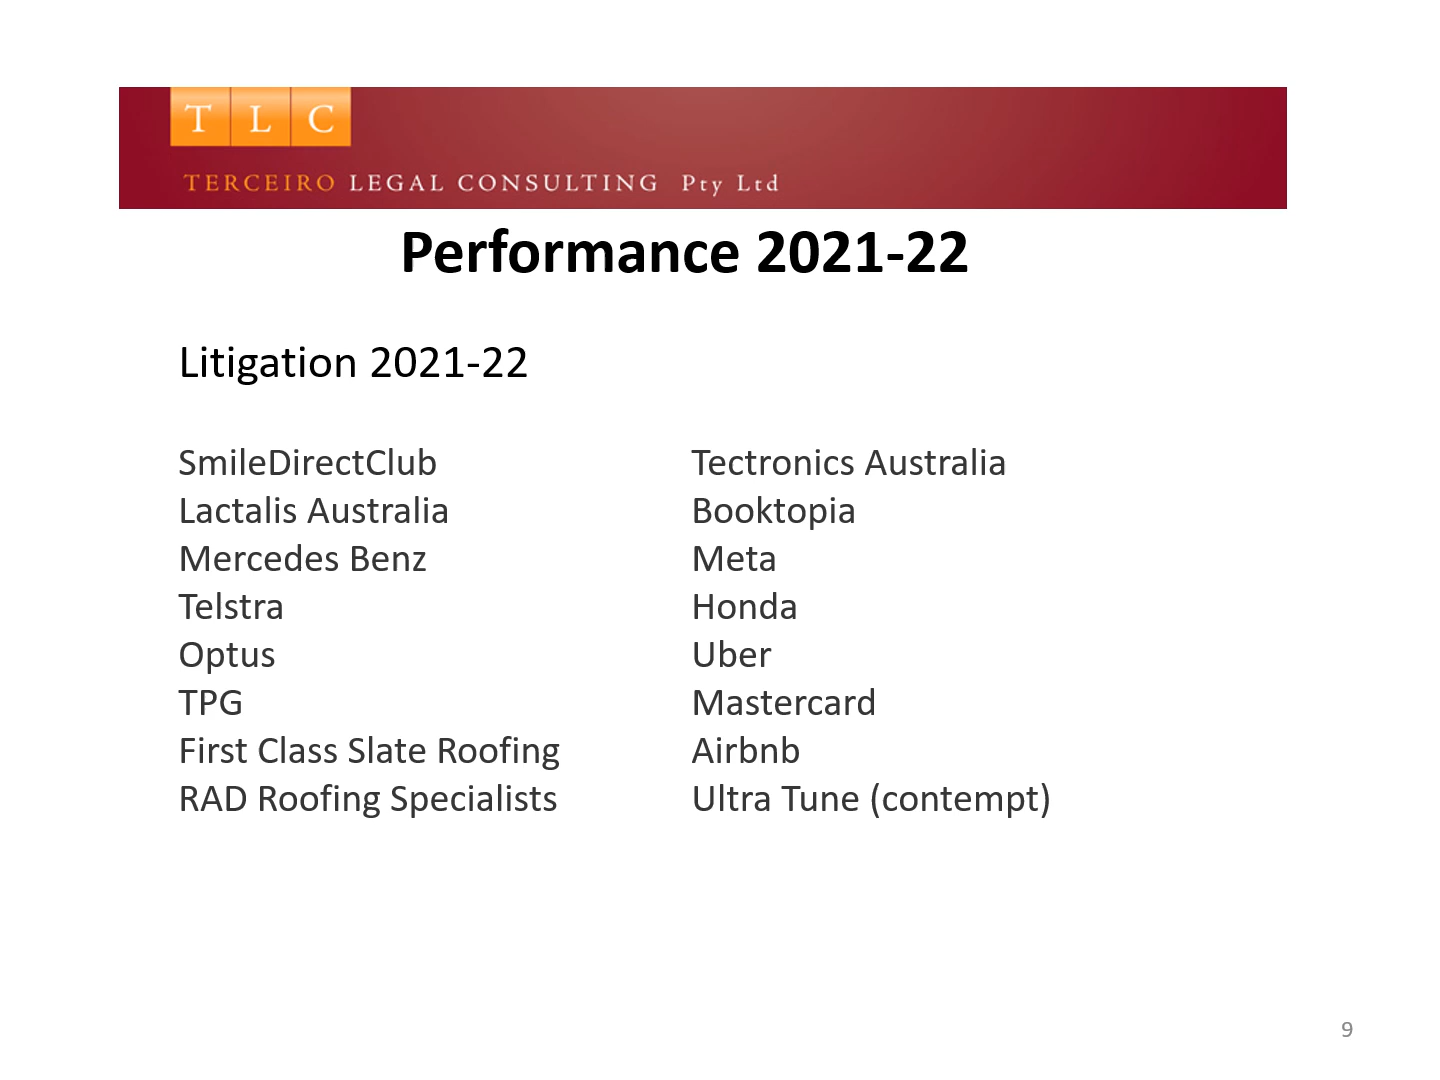 T L C
TERCEIRO LEGAL CONSULTING Pty Ltd
Performance 2021-22
Litigation 2021-22
SmileDirectClub
Lactalis Australia
Mercedes Benz
Telstra
Optus
TPG
First Class Slate Roofing
RAD Roofing Specialists
Tectronics Australia
Booktopia
Meta
Honda
Uber
Mastercard
Airbnb
Ultra Tune (contempt)
9